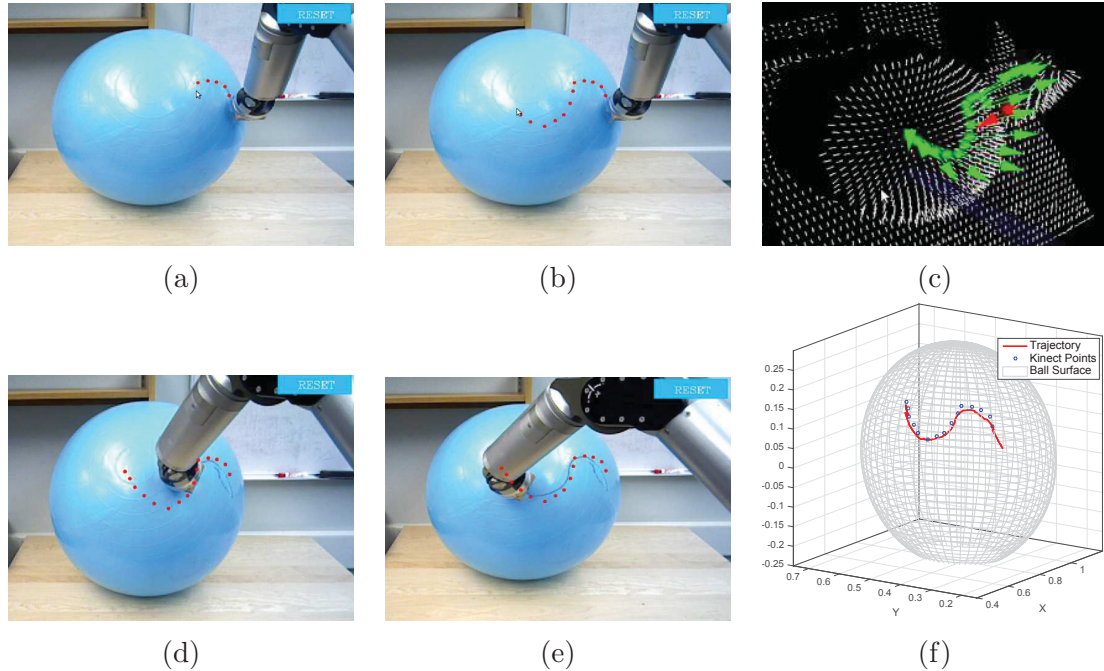 RESET
RESET
(a)
(b)
(c)
RESET
RESET
Trajectory
Kinect Points
Ball Surface
0.25
0.2
0.15
0.1
0.05
0
-0.05
-0.1
-0.15
-0.2
-0.25
0.7
0.6
0.5
0.4
0.3
0.2
Y
0.4
0.6
0.8
1
X
(d)
(e)
(f)